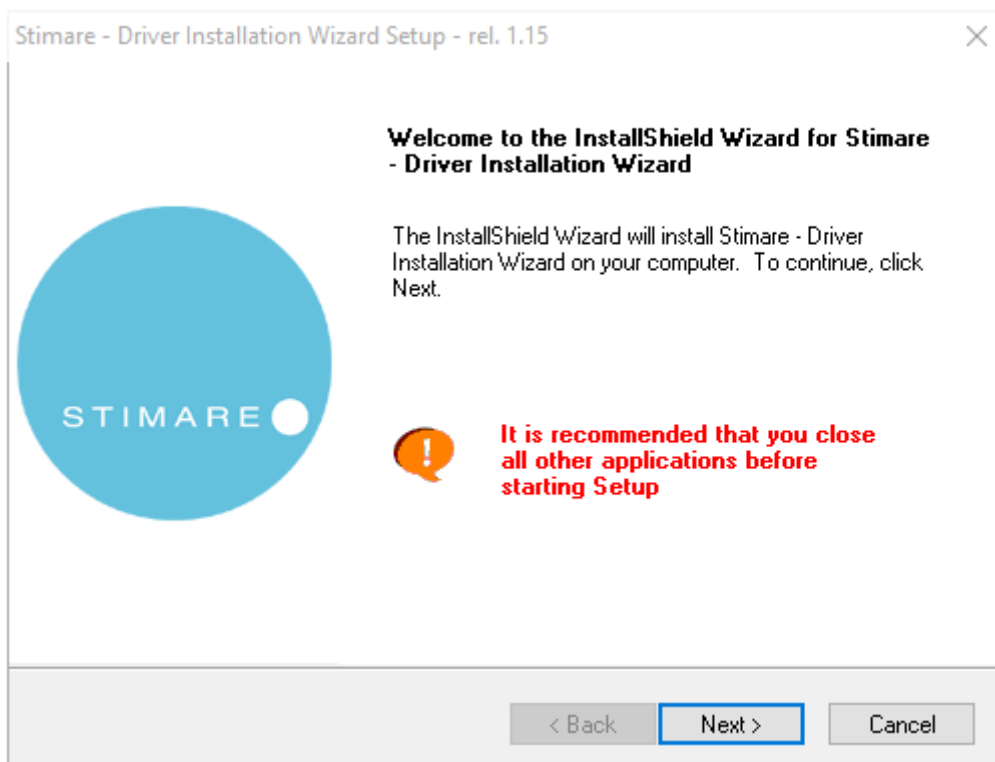 Stimare - Driver Installation Wizard Setup - rel. 1.15
Welcome to the InstallShield Wizard for Stimare
- Driver Installation Wizard
The InstallShield Wizard will install Stimare - Driver
Installation Wizard on your computer.  To continue, click
Next.
STIMARE
!
It is recommended that you close
all other applications before
starting Setup
< Back
Next >
Cancel